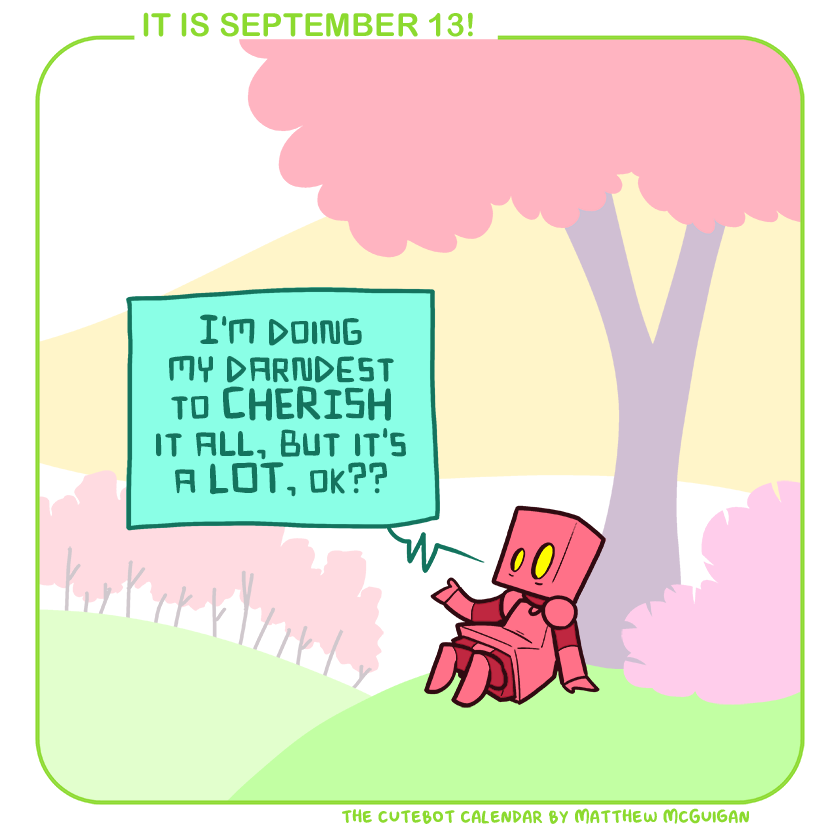 IT IS SEPTEMBER 13!
I'M DOING
MY DARNDEST
TO CHERISH
IT ALL, BUT IT'S
A LOT, OK??
THE CUTEBOT CALENDAR BY MATTHEW MCGUIGAN